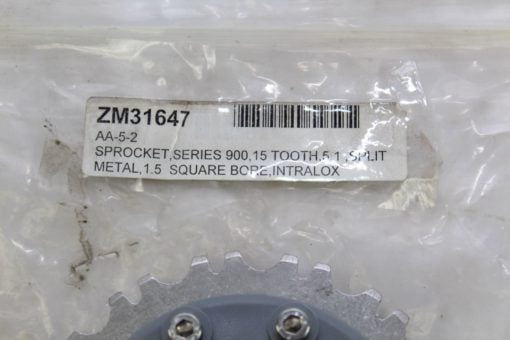 ZM31647
AA-5-2
SPROCKET,SERIES 900,15 TOOTH,5.1 ,SPLIT
METAL,1.5 SQUARE BORE,INTRALOX